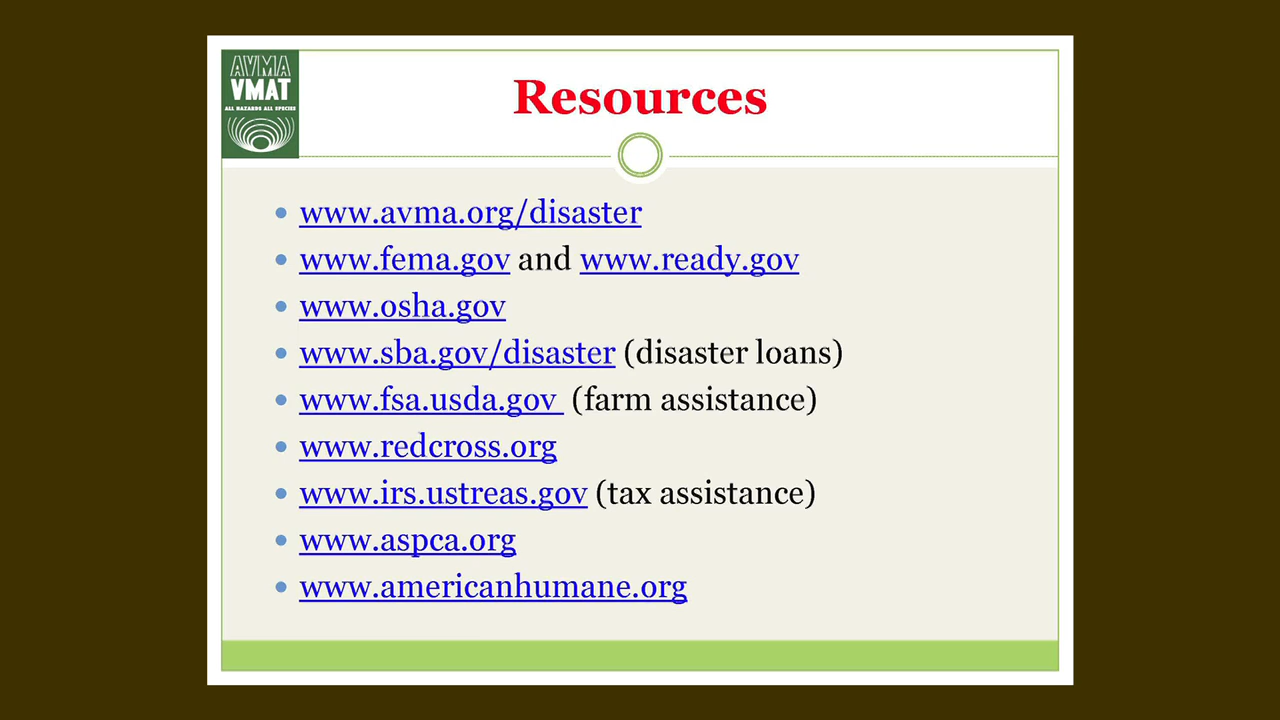 AVMA
VMAT
ALL HAZARDS ALL SPECIES
Resources
www.avma.org/disaster
www.fema.gov and www.ready.gov
www.osha.gov
www.sba.gov/disaster (disaster loans)
www.fsa.usda.gov (farm assistance)
www.redcross.org
www.irs.ustreas.gov (tax assistance)
www.aspca.org
www.americanhumane.org